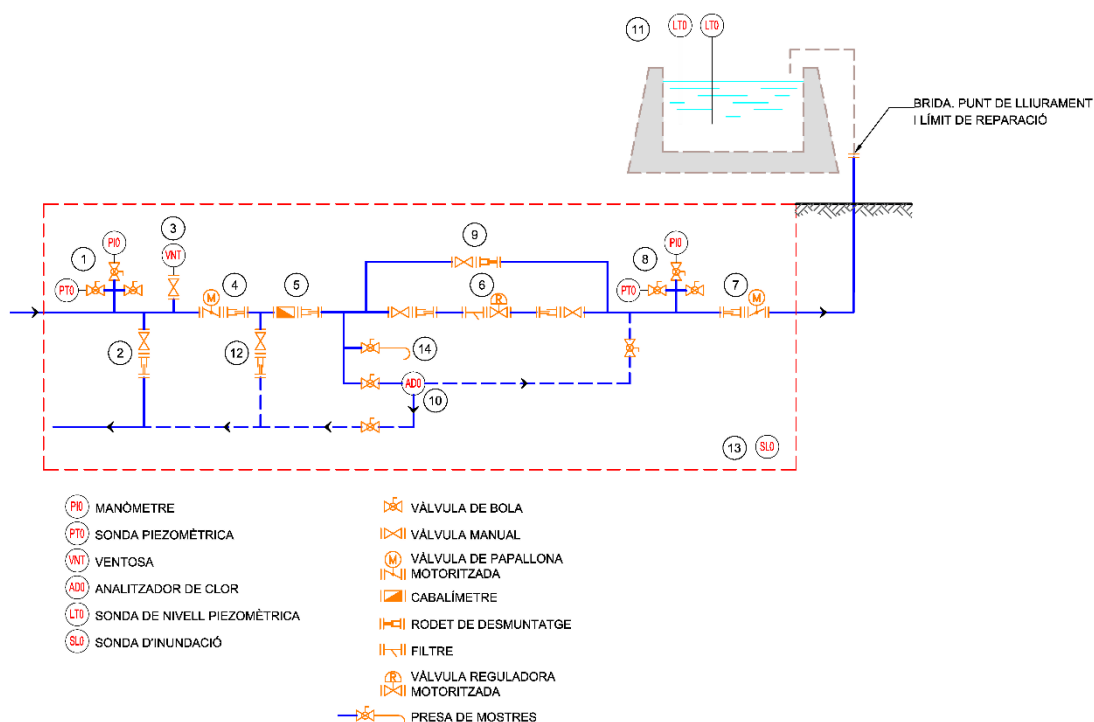 11
LT0
LT0
BRIDA. PUNT DE LLIURAMENT
I LÍMIT DE REPARACIÓ
3
9
1
PI0
VNT
8
PI0
PT0
M
4
5
6
R
PT0
7
M
2
12
14
AD0
10
13
SL0
PI0 MANÒMETRE
PT0 SONDA PIEZOMÈTRICA
VNT VENTOSA
AD0 ANALITZADOR DE CLOR
LT0 SONDA DE NIVELL PIEZOMÈTRICA
SL0 SONDA D'INUNDACIÓ
VÀLVULA DE BOLA
VÀLVULA MANUAL
M VÀLVULA DE PAPALLONA
MOTORITZADA
CABALÍMETRE
RODET DE DESMUNTATGE
FILTRE
R VÀLVULA REGULADORA
MOTORITZADA
PRESA DE MOSTRES